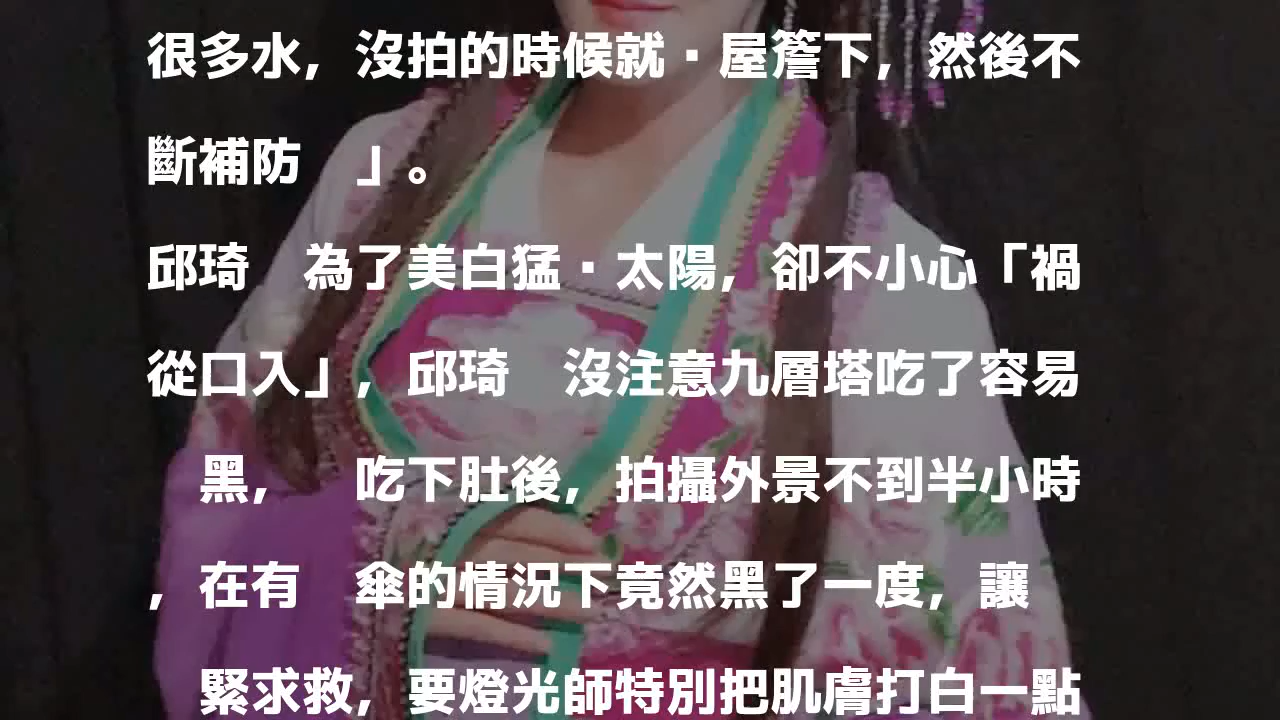 很多水，沒拍的時候就·屋簷下，然後不
斷補防　」。
邱琦　為了美白猛·太陽，卻不小心「禍
從口入」，邱琦　沒注意九層塔吃了容易
　黑，　吃下肚後，拍攝外景不到半小時
，在有　傘的情況下竟然黑了一度，讓
　緊求救，要燈光師特別把肌膚打白一點